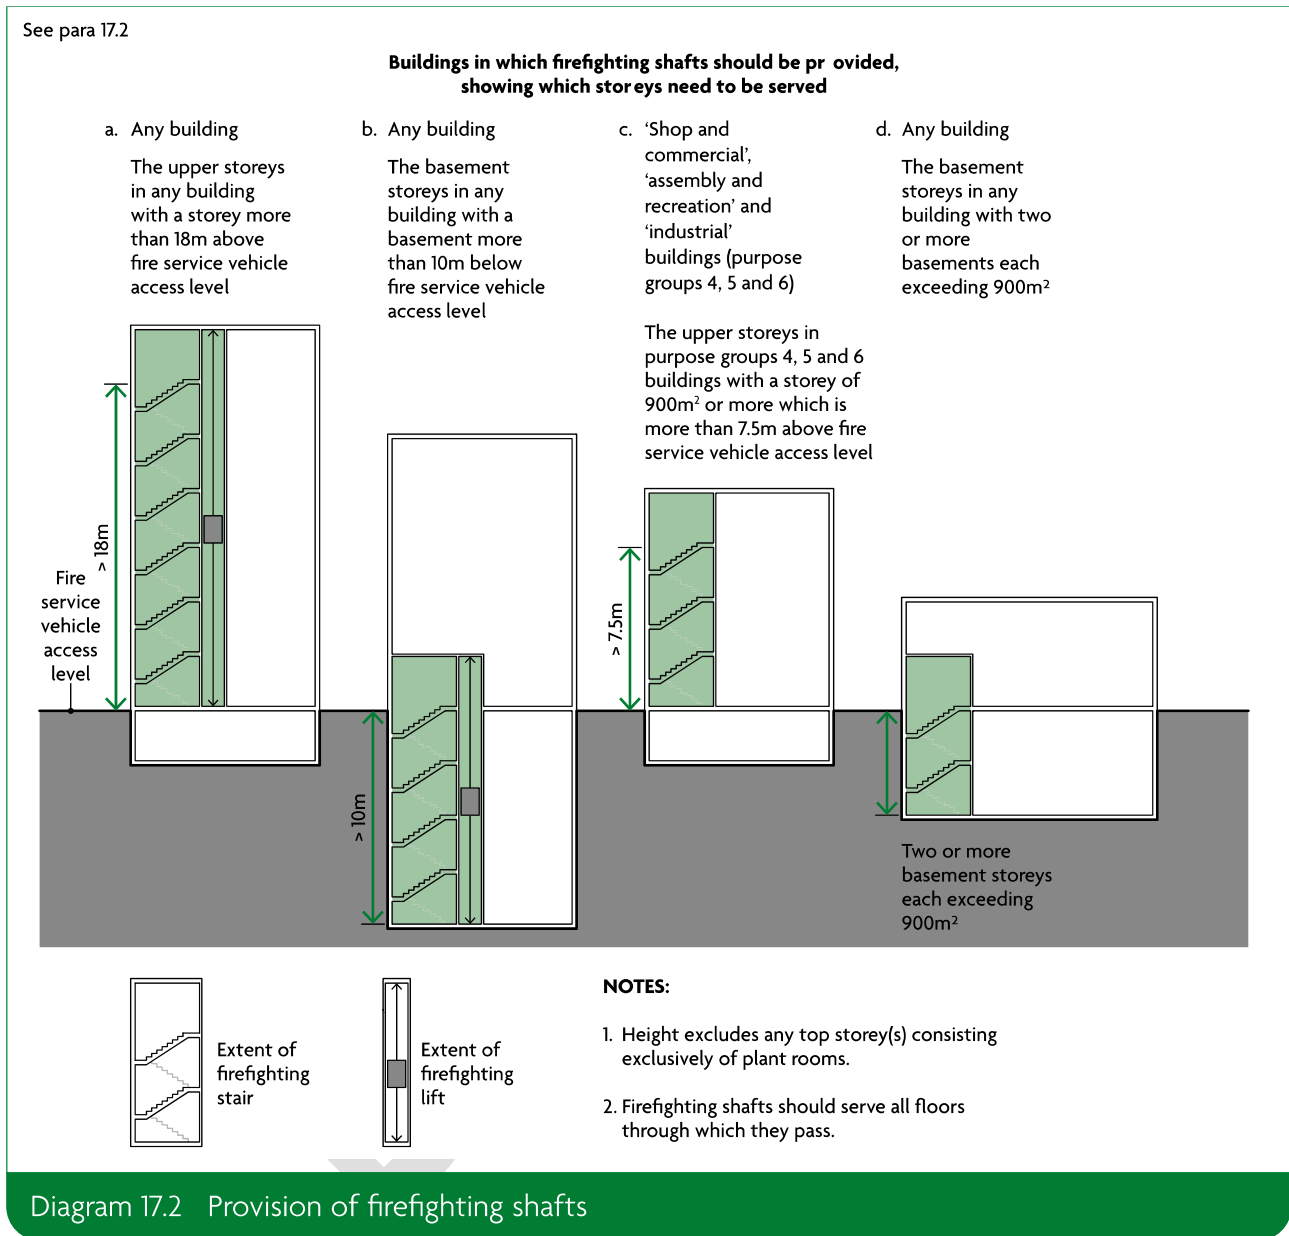 See para 17.2
Buildings in which firefighting shafts should be pr ovided,
showing which storeys need to be served
a. Any building
The upper storeys
in any building
with a storey more
than 18m above
fire service vehicle
access level
b. Any building
The basement
storeys in any
building with a
basement more
than 10m below
fire service vehicle
access level
c. ‘Shop and
commercial’,
‘assembly and
recreation’ and
‘industrial’
buildings (purpose
groups 4, 5 and 6)
The upper storeys in
purpose groups 4, 5 and 6
buildings with a storey of
900m² or more which is
more than 7.5m above fire
service vehicle access level
d. Any building
The basement
storeys in any
building with two
or more
basements each
exceeding 900m²
Fire
service
vehicle
access
level
> 18m
> 10m
> 7.5m
Two or more
basement storeys
each exceeding
900m²
Extent of
firefighting
stair
Extent of
firefighting
lift
NOTES:
1. Height excludes any top storey(s) consisting
exclusively of plant rooms.
2. Firefighting shafts should serve all floors
through which they pass.
Diagram 17.2 Provision of firefighting shafts